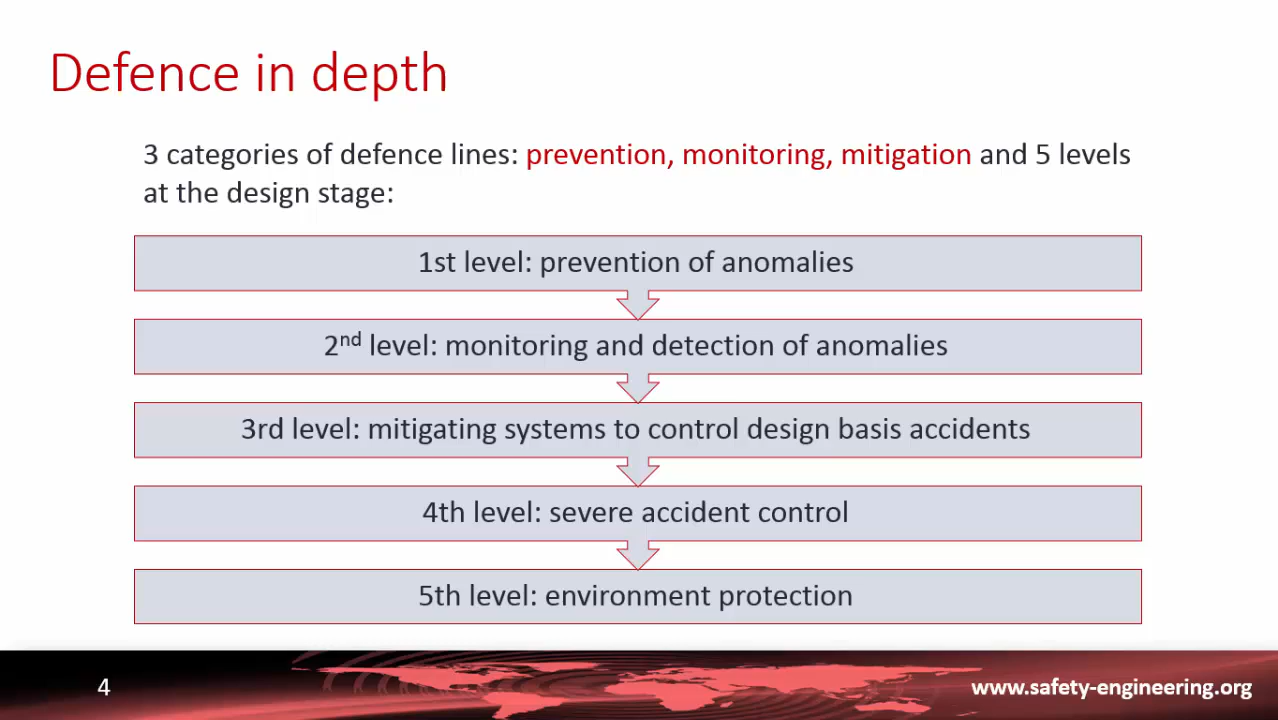 Defence in depth
3 categories of defence lines: prevention, monitoring, mitigation and 5 levels
at the design stage:
1st level: prevention of anomalies
2nd level: monitoring and detection of anomalies
3rd level: mitigating systems to control design basis accidents
4th level: severe accident control
5th level: environment protection
4
www.safety-engineering.org